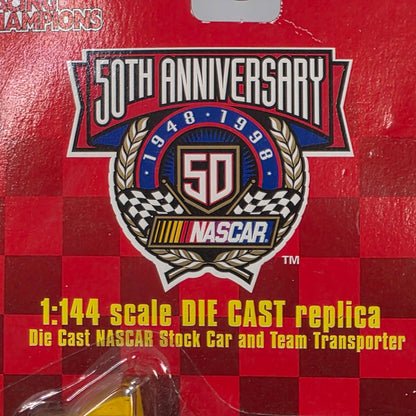 CHAMPIONS
50TH ANNIVERSARY
1948 · 1998
50
NASCAR
TM
1:144 scale DIE CAST replica
Die Cast NASCAR Stock Car and Team Transporter